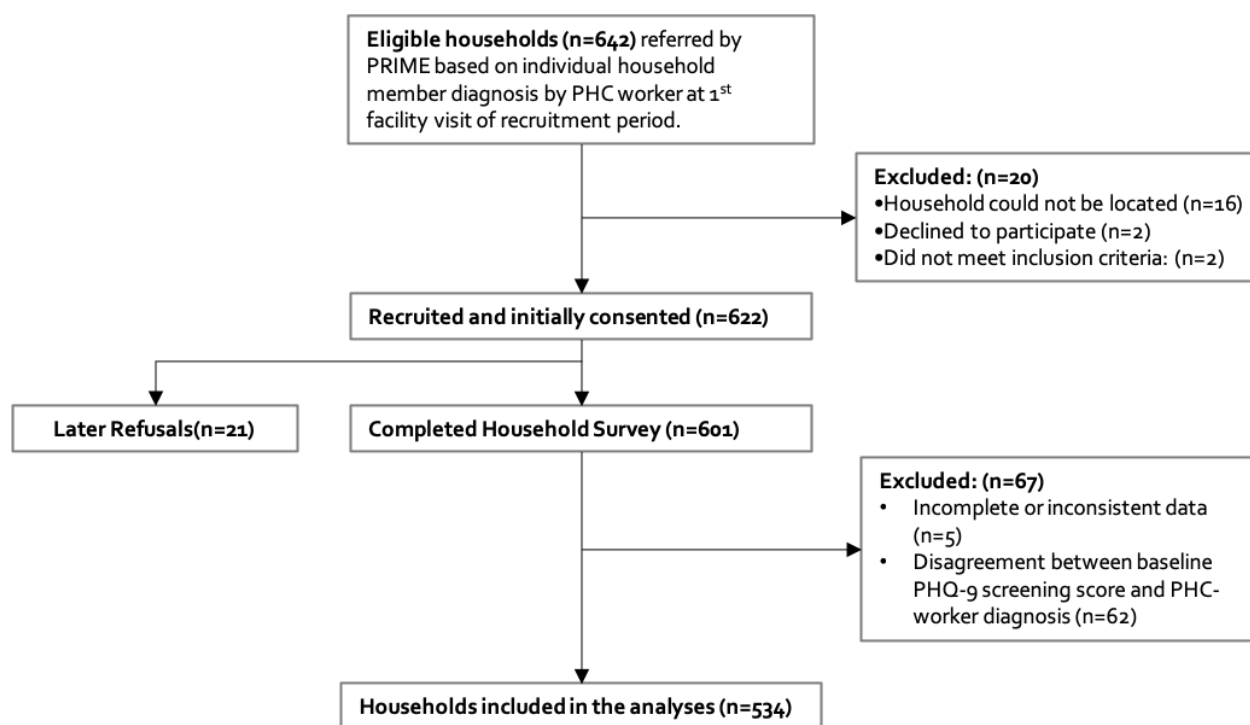 Eligible households (n=642) referred by
PRIME based on individual household
member diagnosis by PHC worker at 1st
facility visit of recruitment period.
Excluded: (n=20)
•Household could not be located (n=16)
•Declined to participate (n=2)
•Did not meet inclusion criteria: (n=2)
Recruited and initially consented (n=622)
Later Refusals(n=21)
Completed Household Survey (n=601)
Excluded: (n=67)
• Incomplete or inconsistent data
(n=5)
• Disagreement between baseline
PHQ-9 screening score and PHC-
worker diagnosis (n=62)
Households included in the analyses (n=534)